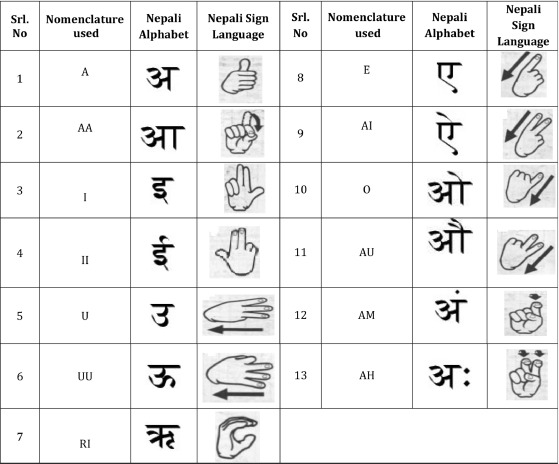 Srl. No Nomenclature used Nepali Alphabet Nepali Sign Language Srl. No Nomenclature used Nepali Alphabet Nepali Sign Language
1 A अ 8 E ए
2 AA आ 9 AI ऐ
3 I इ 10 O ओ
4 II ई 11 AU औ
5 U उ 12 AM अं
6 UU ऊ 13 AH अः
7 RI ऋ